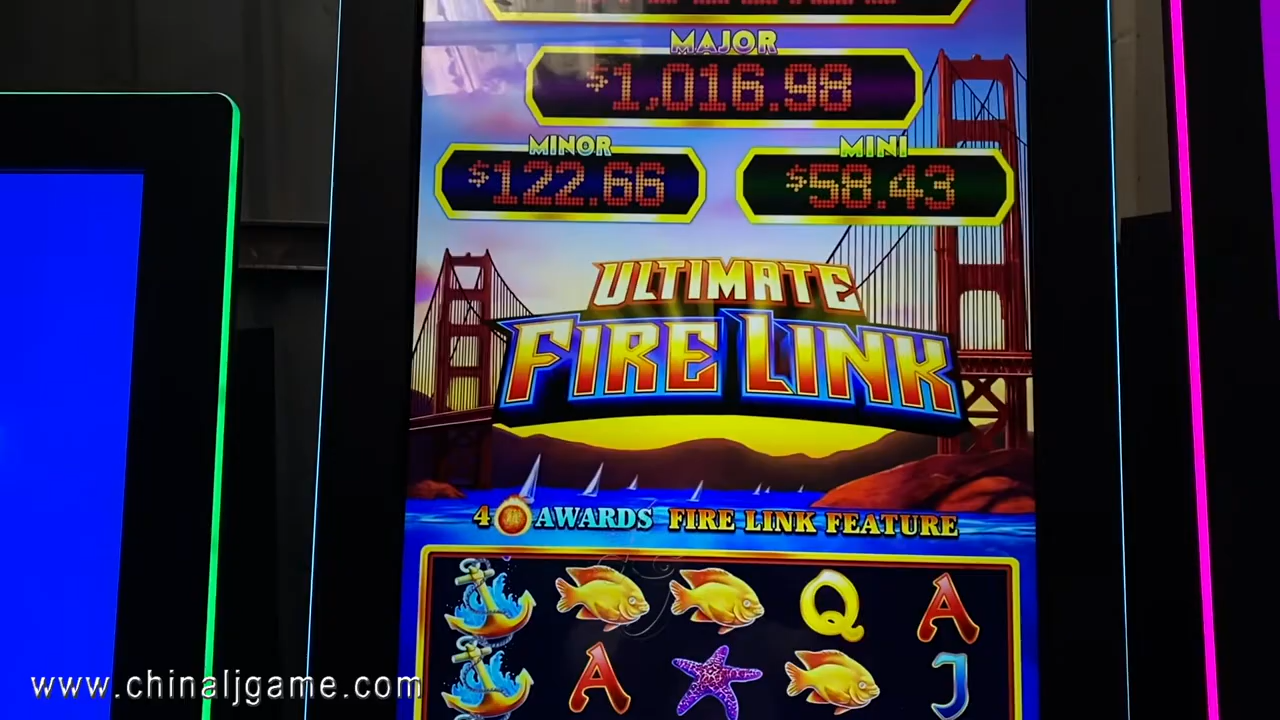 MAJOR
$1,016.98
MINOR
MINI
$122.66
$58.43
ULTIMATE
FIRE LINK
4 AWARDS FIRE LINK FEATURE
Q A
A J
www.chinaljgame.com